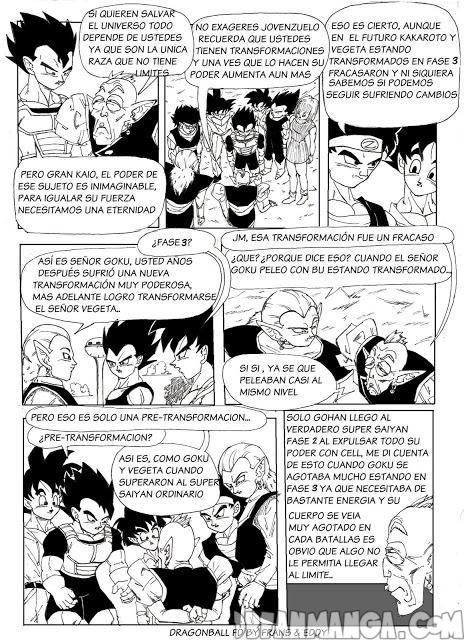 SI QUIEREN SALVAR
EL UNIVERSO TODO
DEPENDE DE USTEDES
YA QUE SON LA UNICA
RAZA QUE NO TIENE
LIMITES
PERO GRAN KAIO, EL PODER DE
ESE SUJETO ES INIMAGINABLE,
PARA IGUALAR SU FUERZA
NECESITAMOS UNA ETERNIDAD
NO EXAGERES JOVENZUELO
RECUERDA QUE USTEDES
TIENEN TRANSFORMACIONES
Y UNA VES QUE LO HACEN SU
PODER AUMENTA AUN MAS
ESO ES CIERTO, AUNQUE
EN EL FUTURO KAKAROTO Y
VEGETA ESTANDO
TRANSFORMADOS EN FASE 3
FRACASARON Y NI SIQUIERA
SABEMOS SI PODEMOS
SEGUIR SUFRIENDO CAMBIOS
¿FASE 3?
ASÍ ES SEÑOR GOKU, USTED AÑOS
DESPUÉS SUFRIÓ UNA NUEVA
TRANSFORMACIÓN MUY PODEROSA,
MAS ADELANTE LOGRO TRANSFORMARSE
EL SEÑOR VEGETA..
JM, ESA TRANSFORMACIÓN FUE UN FRACASO
¿QUE? ¿PORQUE DICE ESO? CUANDO EL SEÑOR
GOKU PELEO CON BU ESTANDO TRANSFORMADO...
SI SI , YA SE QUE
PELEABAN CASI AL
MISMO NIVEL
PERO ESO ES SOLO UNA PRE-TRANSFORMACION...
¿PRE-TRANSFORMACION?
ASI ES, COMO GOKU
Y VEGETA CUANDO
SUPERARON AL SUPER
SAIYAN ORDINARIO
SOLO GOHAN LLEGO AL
VERDADERO SUPER SAIYAN
FASE 2 AL EXPULSAR TODO SU
PODER CON CELL, ME DI CUENTA
DE ESTO CUANDO GOKU SE
AGOTABA MUCHO ESTANDO EN
FASE 3 YA QUE NECESITABA DE
BASTANTE ENERGIA Y SU
CUERPO SE VEIA
MUY AGOTADO EN
CADA BATALLAS ES
OBVIO QUE ALGO NO
LE PERMITIA LLEGAR
AL LIMITE..
DRAGONBALL FD BY FRANS & EDDY